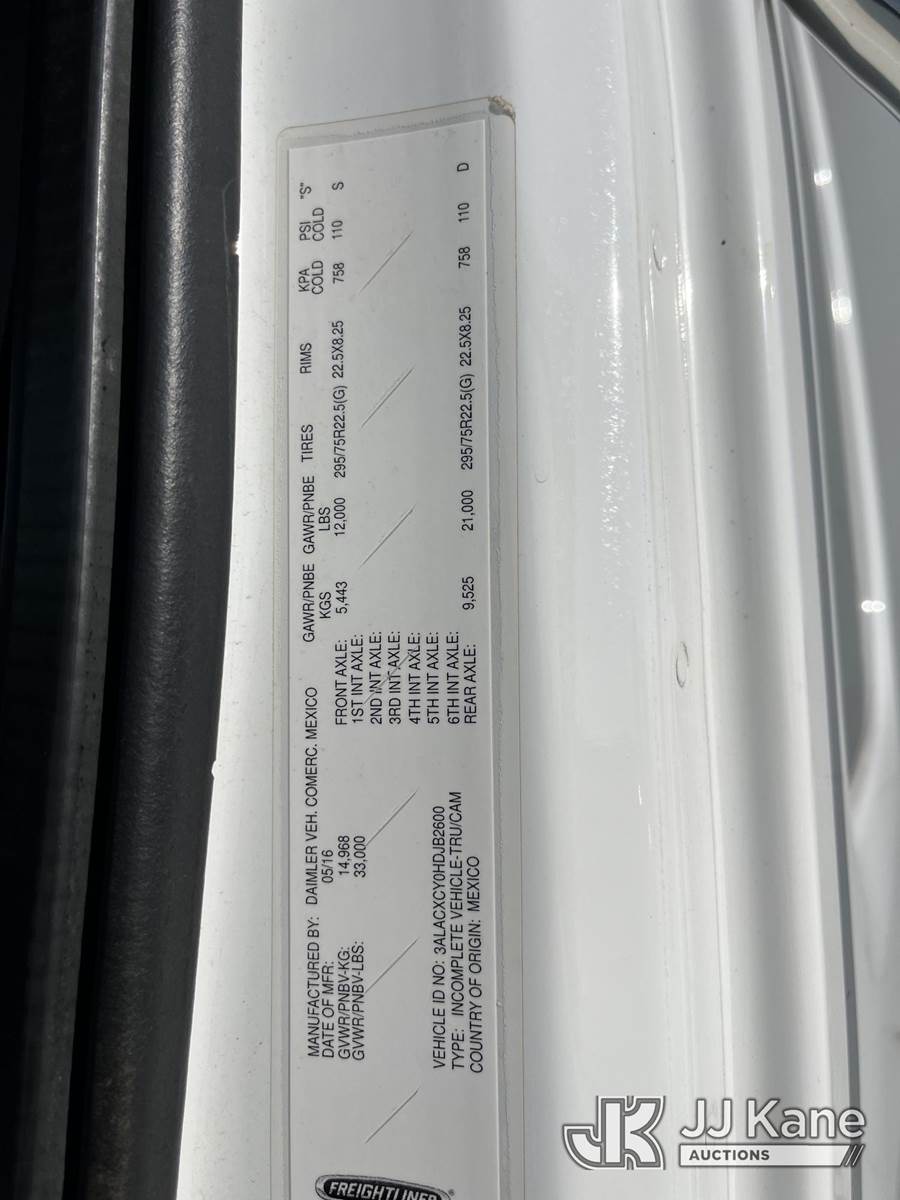 FREIGHTLINER®
MANUFACTURED BY: DAIMLER VEH. COMERC. MEXICO
DATE OF MFR: 05/16
GVWR/PNBV-KG: 14,968
GVWR/PNBV-LBS: 33,000
VEHICLE ID NO: 3ALACXCY0HDJB2600
TYPE: INCOMPLETE VEHICLE-TRU/CAM
COUNTRY OF ORIGIN: MEXICO
GAWR/PNBE GAWR/PNBE TIRES RIMS KPA PSI "S"
KGS LBS COLD COLD
FRONT AXLE: 5,443 12,000 295/75R22.5(G) 22.5X8.25 758 110 S
1ST INT AXLE:
2ND INT AXLE:
3RD INT AXLE:
4TH INT AXLE:
5TH INT AXLE:
6TH INT AXLE:
REAR AXLE: 9,525 21,000 295/75R22.5(G) 22.5X8.25 758 110 D
JK JJ Kane
AUCTIONS